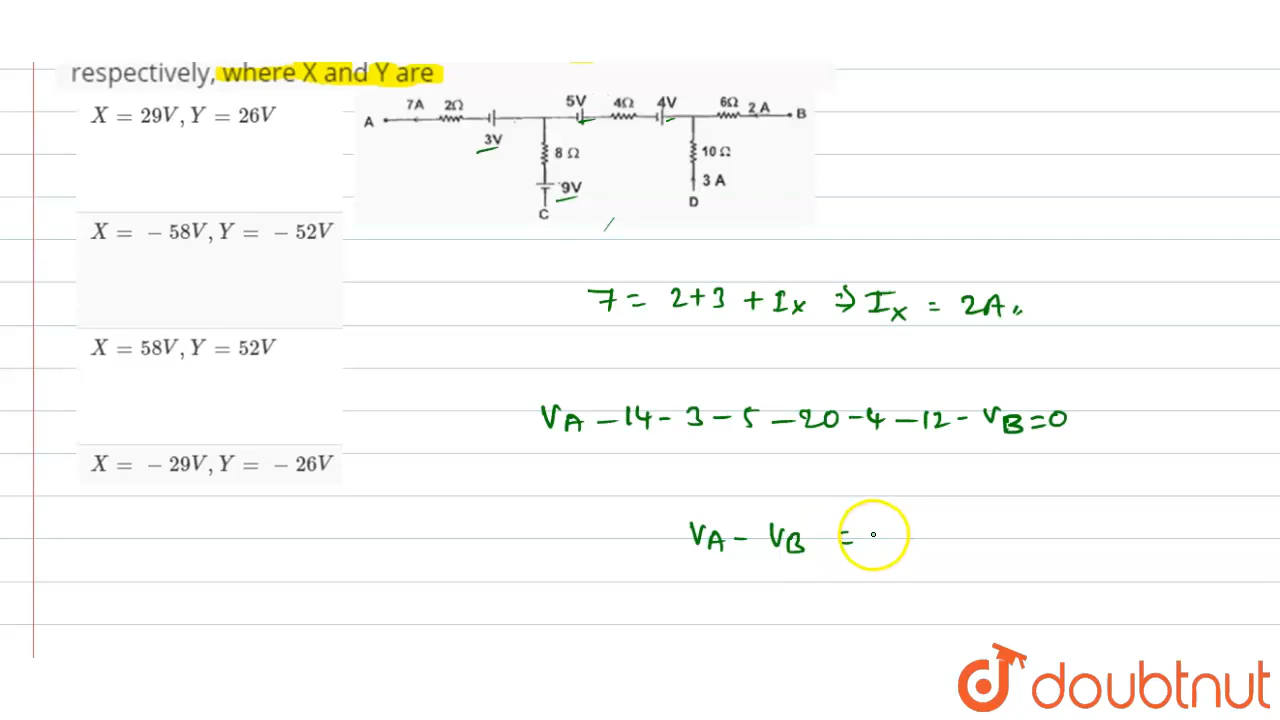 respectively, where X and Y are
X = 29V, Y = 26V
X = - 58V, Y = - 52V
X = 58V, Y = 52V
X = - 29V, Y = - 26V
7A 2Ω 5V 4Ω 4V 6Ω 2 A
A B
3V
8 Ω 10 Ω
9V 3 A
C D
7 = 2+3 + Ix ⇒ Ix = 2A
VA - 14 - 3 - 5 - 20 - 4 - 12 - VB = 0
VA - VB =
doubtnut